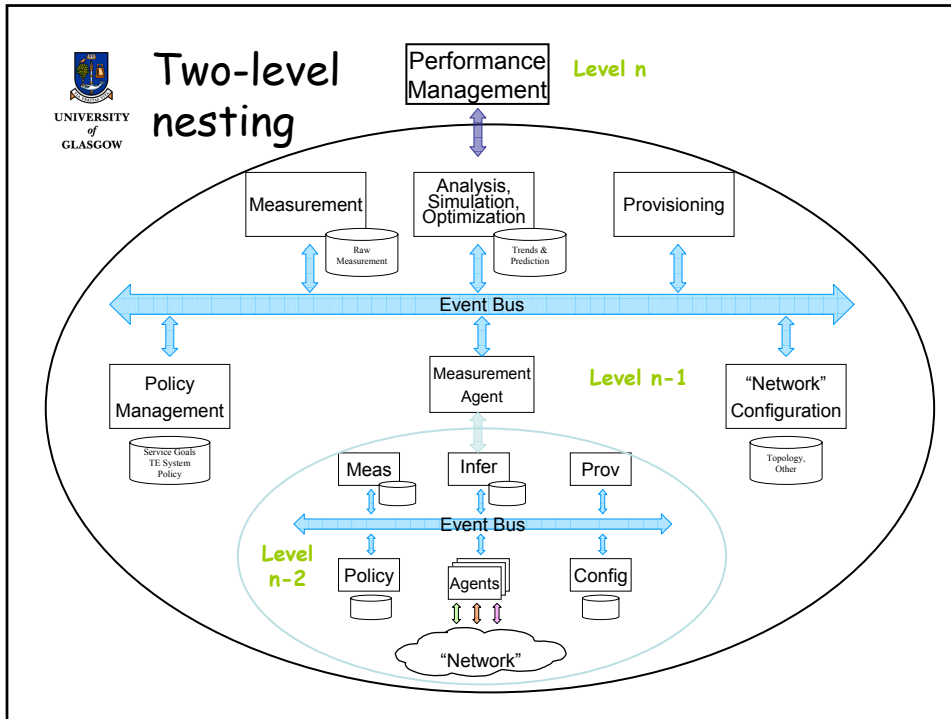 Two-level
nesting
UNIVERSITY
of
GLASGOW
Performance
Management
Level n
Measurement
Raw
Measurement
Analysis,
Simulation,
Optimization
Trends &
Prediction
Provisioning
Event Bus
Policy
Management
Service Goals
TE System
Policy
Measurement
Agent
Level n-1
“Network”
Configuration
Topology,
Other
Meas
Infer
Prov
Event Bus
Level
n-2
Policy
Agents
Config
“Network”